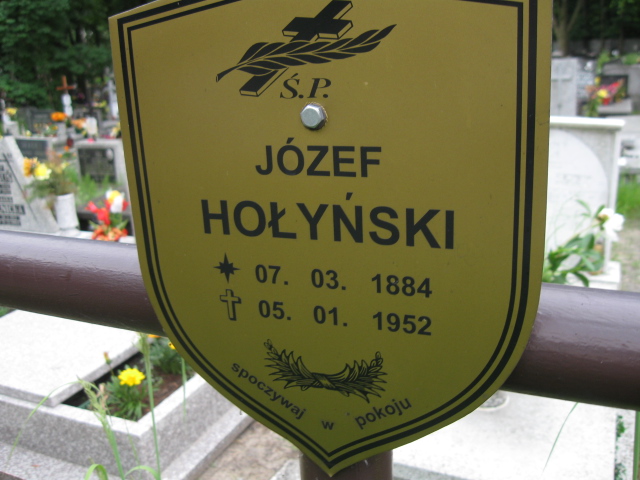 Ś.P.
JÓZEF
HOŁYŃSKI
07. 03. 1884
05. 01. 1952
spoczywaj w pokoju